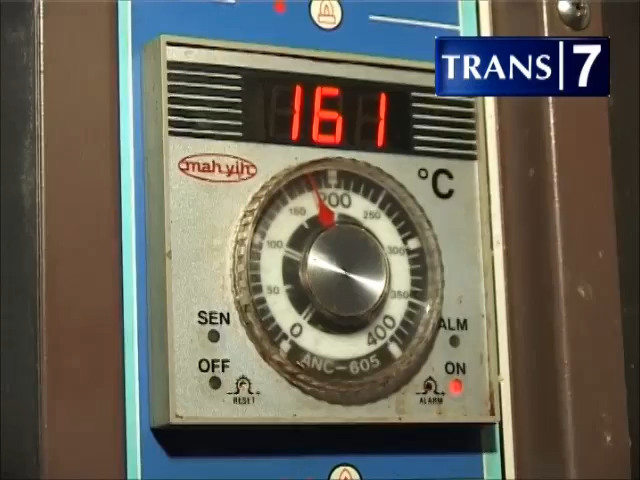 TRANS|7
161
mah yih
°C
200
150
250
100
300
50
350
0
400
ANC-605
SEN
ALM
OFF
ON
RESET
ALARM